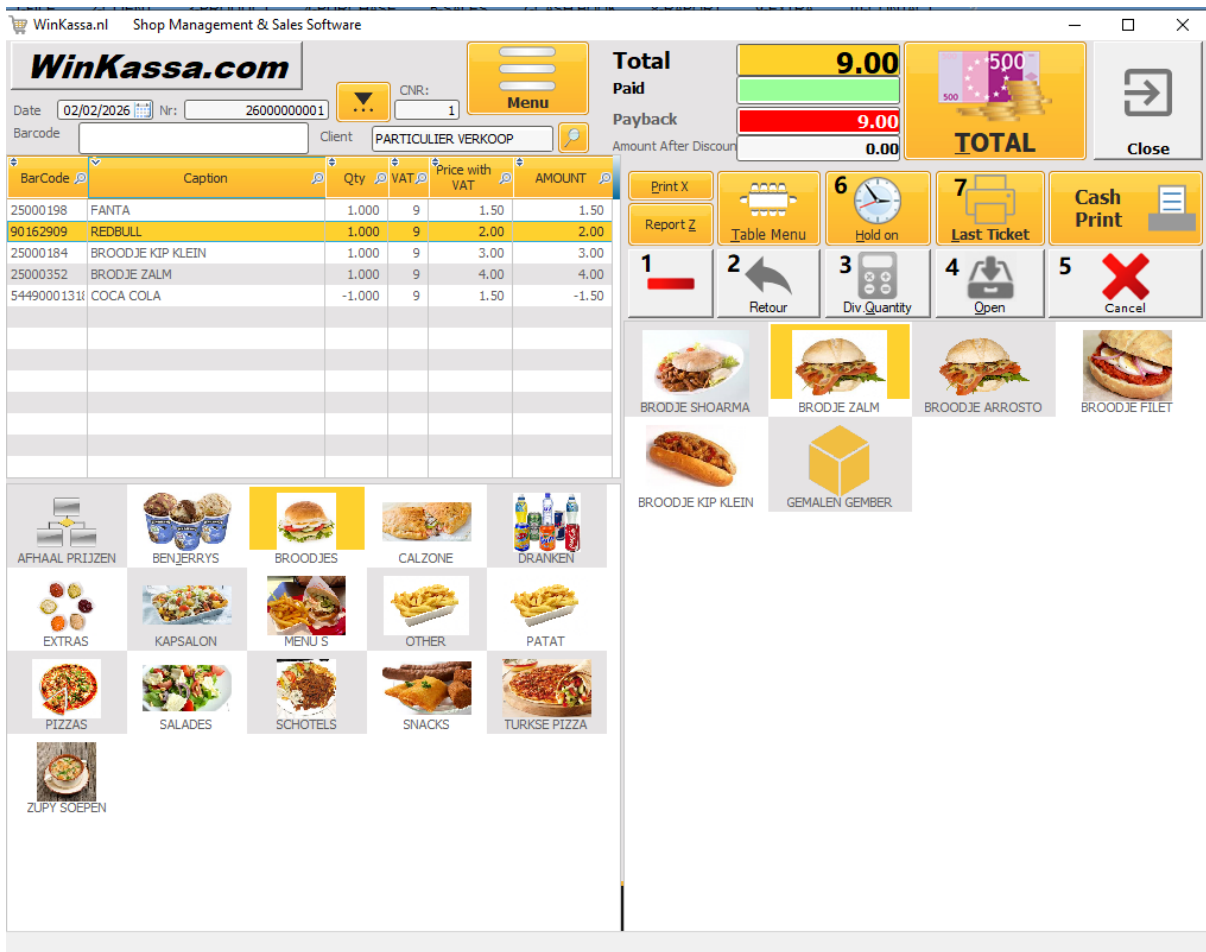 WinKassa.nl Shop Management & Sales Software
WinKassa.com
Menu
Date 02/02/2026 Nr: 26000000001
...
CNR: 1
Barcode
Client PARTICULIER VERKOOP
Total 9.00
Paid
Payback 9.00
Amount After Discoun 0.00
500
500
TOTAL
Close
BarCode Caption Qty VAT Price with VAT AMOUNT
25000198 FANTA 1.000 9 1.50 1.50
90162909 REDBULL 1.000 9 2.00 2.00
25000184 BROODJE KIP KLEIN 1.000 9 3.00 3.00
25000352 BRODJE ZALM 1.000 9 4.00 4.00
5449000131 COCA COLA -1.000 9 1.50 -1.50
Print X
Report Z
Table Menu
6 Hold on
7 Last Ticket
Cash Print
1
2 Retour
3 Div.Quantity
4 Open
5 Cancel
BRODJE SHOARMA BRODJE ZALM BROODJE ARROSTO BROODJE FILET
BROODJE KIP KLEIN GEMALEN GEMBER
AFHAAL PRIJZEN BENJERRYS BROODJES CALZONE DRANKEN
EXTRAS KAPSALON MENU S OTHER PATAT
PIZZAS SALADES SCHOTELS SNACKS TURKSE PIZZA
ZUPY SOEPEN